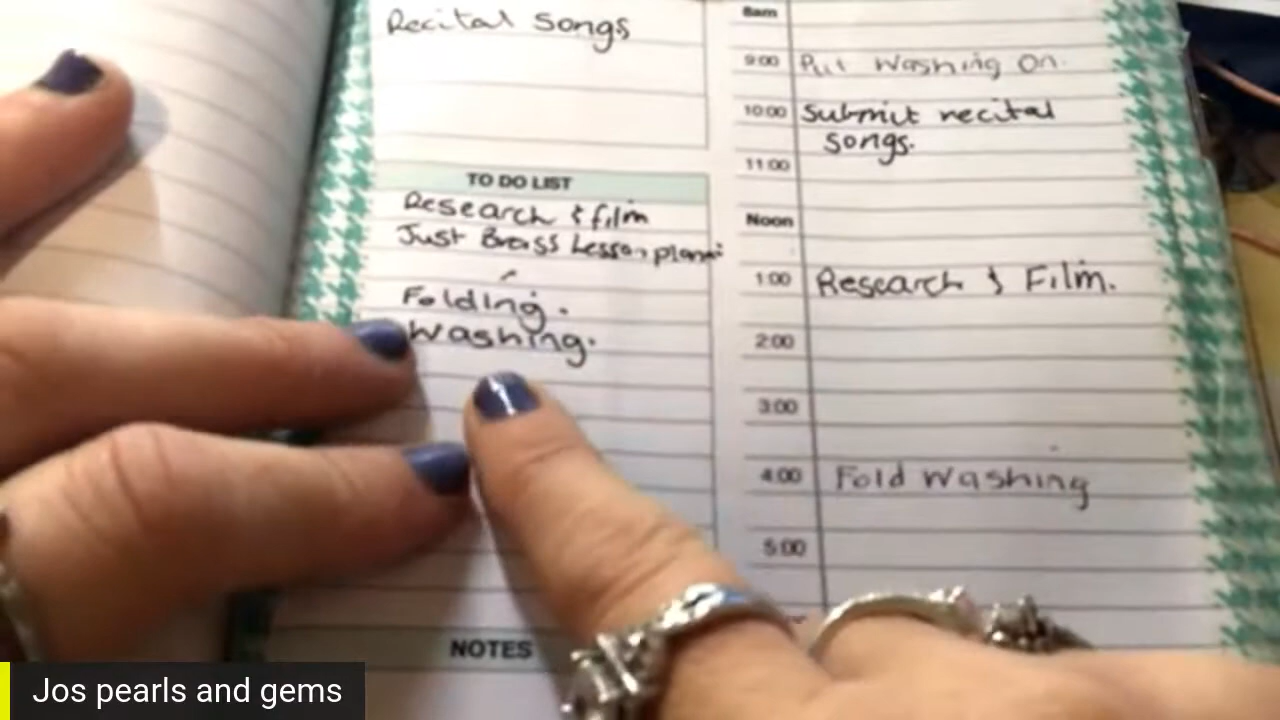 Recital Songs
TO DO LIST
Research & film
Just Brass Lesson plans
Folding.
Washing.
NOTES
8am
9:00 Put Washing On.
10:00 Submit recital
songs.
11:00
Noon
1:00 Research & Film.
2:00
3:00
4:00 Fold Washing
5:00
Jos pearls and gems